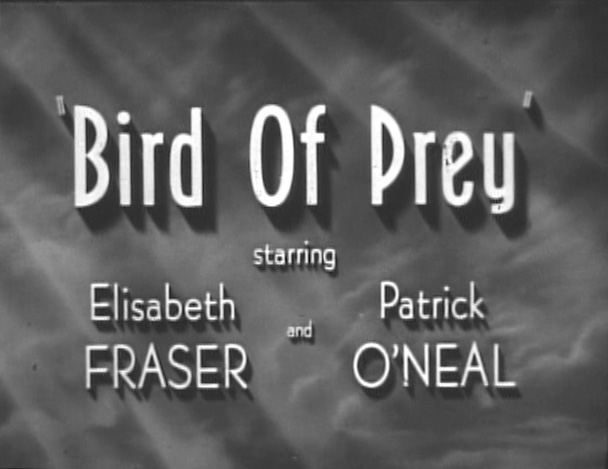 "Bird Of Prey"
starring
Elisabeth Patrick
and
FRASER O'NEAL